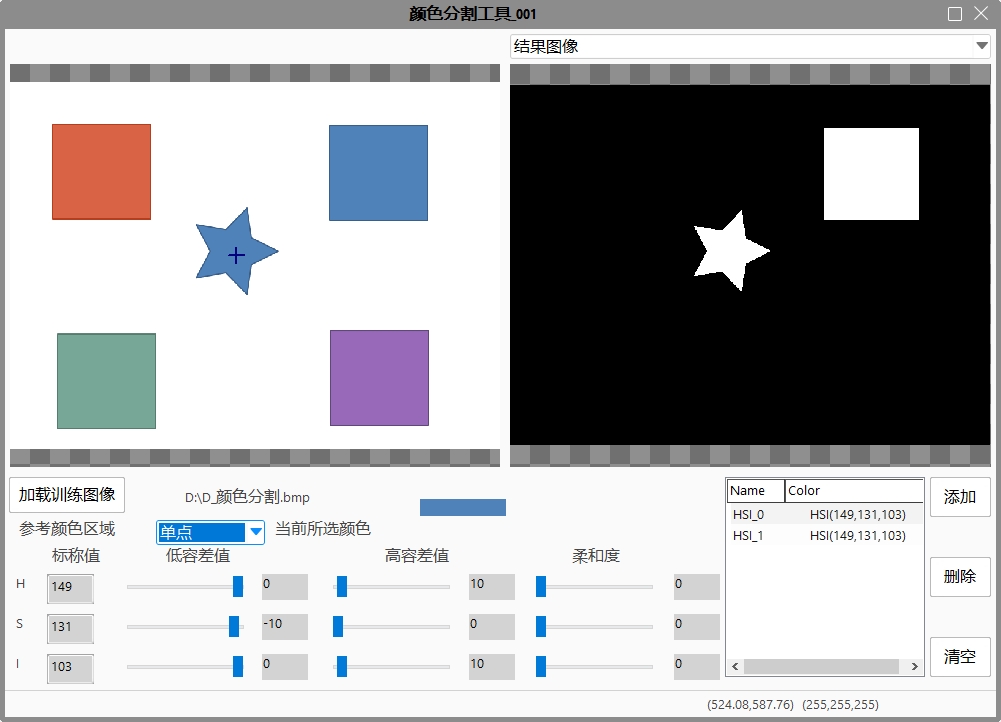 颜色分割工具_001
结果图像
加载训练图像
D:\D_颜色分割.bmp
参考颜色区域
单点
当前所选颜色
标称值
低容差值
高容差值
柔和度
H
149
0
10
0
S
131
-10
0
0
I
103
0
10
0
Name
Color
HSI_0
HSI(149,131,103)
HSI_1
HSI(149,131,103)
添加
删除
清空
(524.08,587.76) (255,255,255)